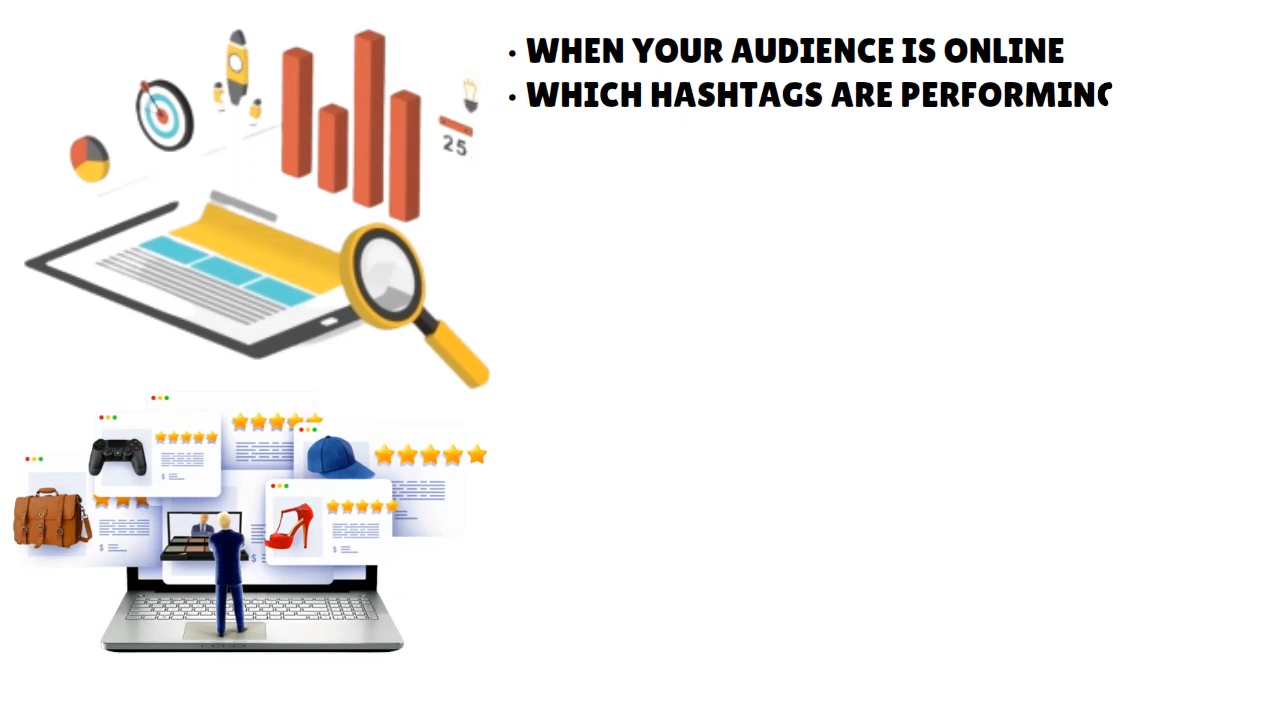 • WHEN YOUR AUDIENCE IS ONLINE
• WHICH HASHTAGS ARE PERFORMING
25